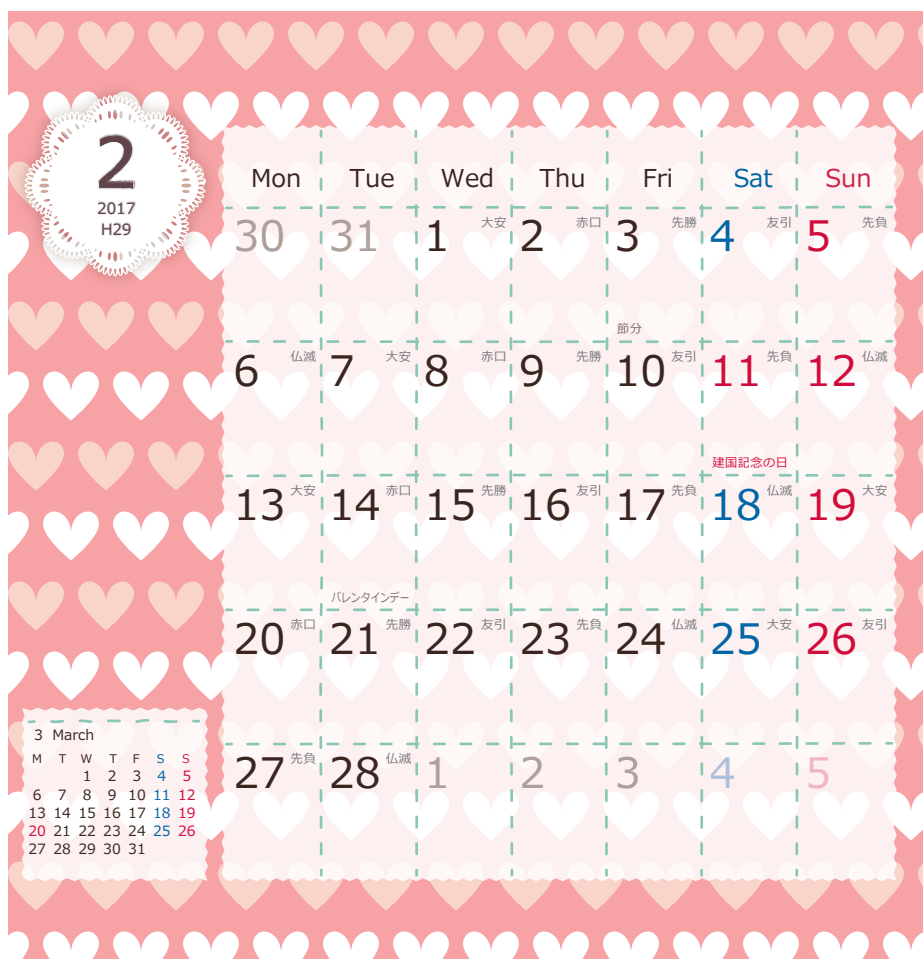 2
2017
H29
Mon Tue Wed Thu Fri Sat Sun
30 31 1 大安 2 赤口 3 先勝 4 友引 5 先負
節分
6 仏滅 7 大安 8 赤口 9 先勝 10 友引 11 先負 12 仏滅
建国記念の日
13 大安 14 赤口 15 先勝 16 友引 17 先負 18 仏滅 19 大安
バレンタインデー
20 赤口 21 先勝 22 友引 23 先負 24 仏滅 25 大安 26 友引
27 先負 28 仏滅 1 2 3 4 5
3 March
M T W T F S S
1 2 3 4 5
6 7 8 9 10 11 12
13 14 15 16 17 18 19
20 21 22 23 24 25 26
27 28 29 30 31